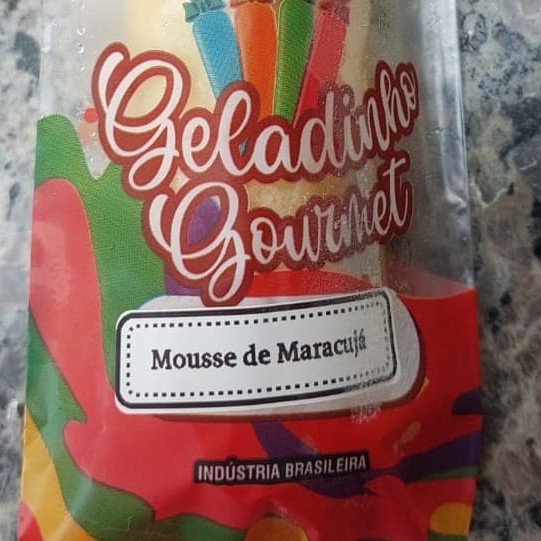 Geladinho
Gourmet
Mousse de Maracujá
INDÚSTRIA BRASILEIRA